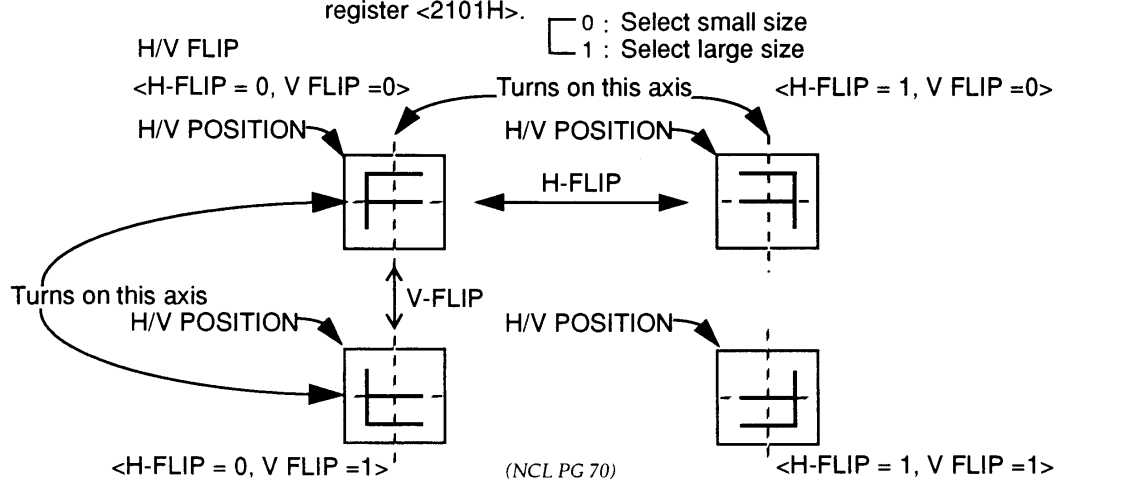 register <2101H>.
0 : Select small size
1 : Select large size
H/V FLIP
<H-FLIP = 0, V FLIP =0>
Turns on this axis
<H-FLIP = 1, V FLIP =0>
H/V POSITION
H/V POSITION
H-FLIP
Turns on this axis
V-FLIP
H/V POSITION
H/V POSITION
<H-FLIP = 0, V FLIP =1>
(NCL PG 70)
<H-FLIP = 1, V FLIP =1>